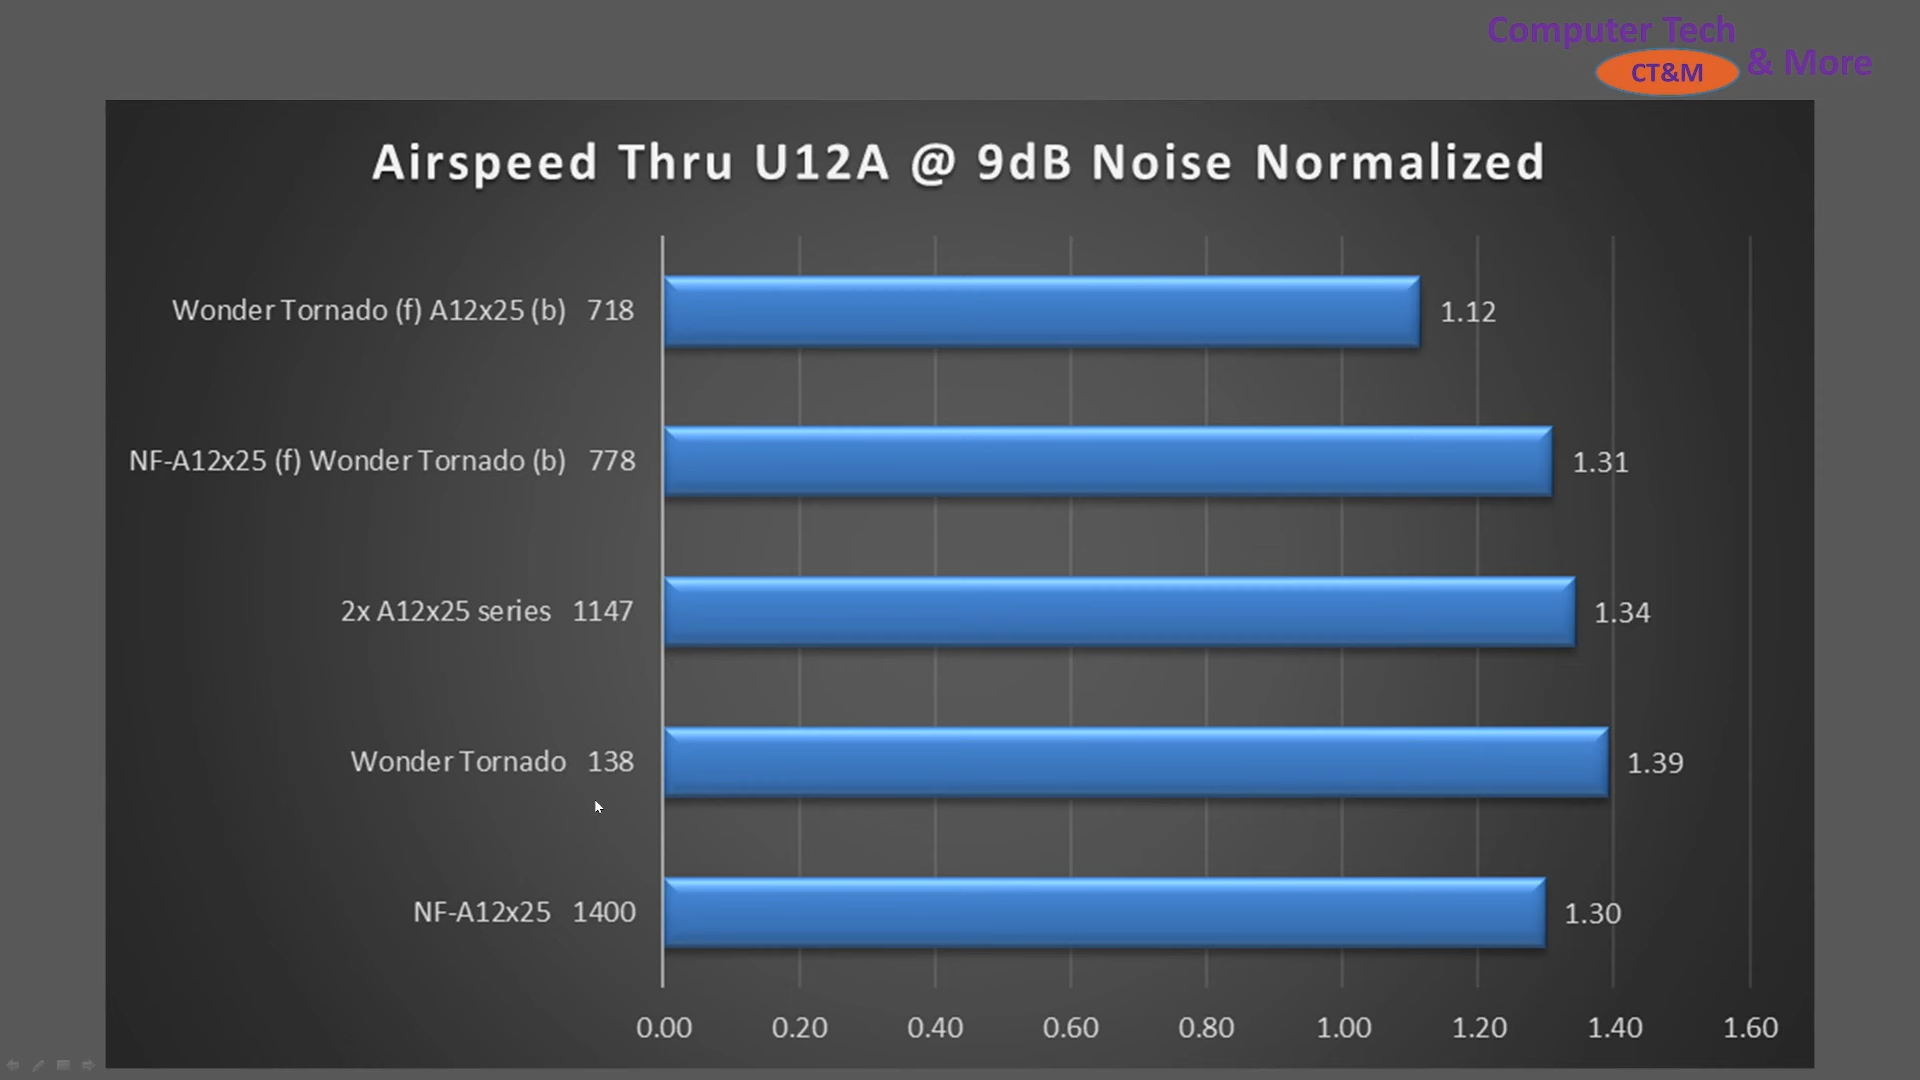 Computer Tech
CT&M & More
Airspeed Thru U12A @ 9dB Noise Normalized
Wonder Tornado (f) A12x25 (b) 718 1.12
NF-A12x25 (f) Wonder Tornado (b) 778 1.31
2x A12x25 series 1147 1.34
Wonder Tornado 138 1.39
NF-A12x25 1400 1.30
0.00 0.20 0.40 0.60 0.80 1.00 1.20 1.40 1.60